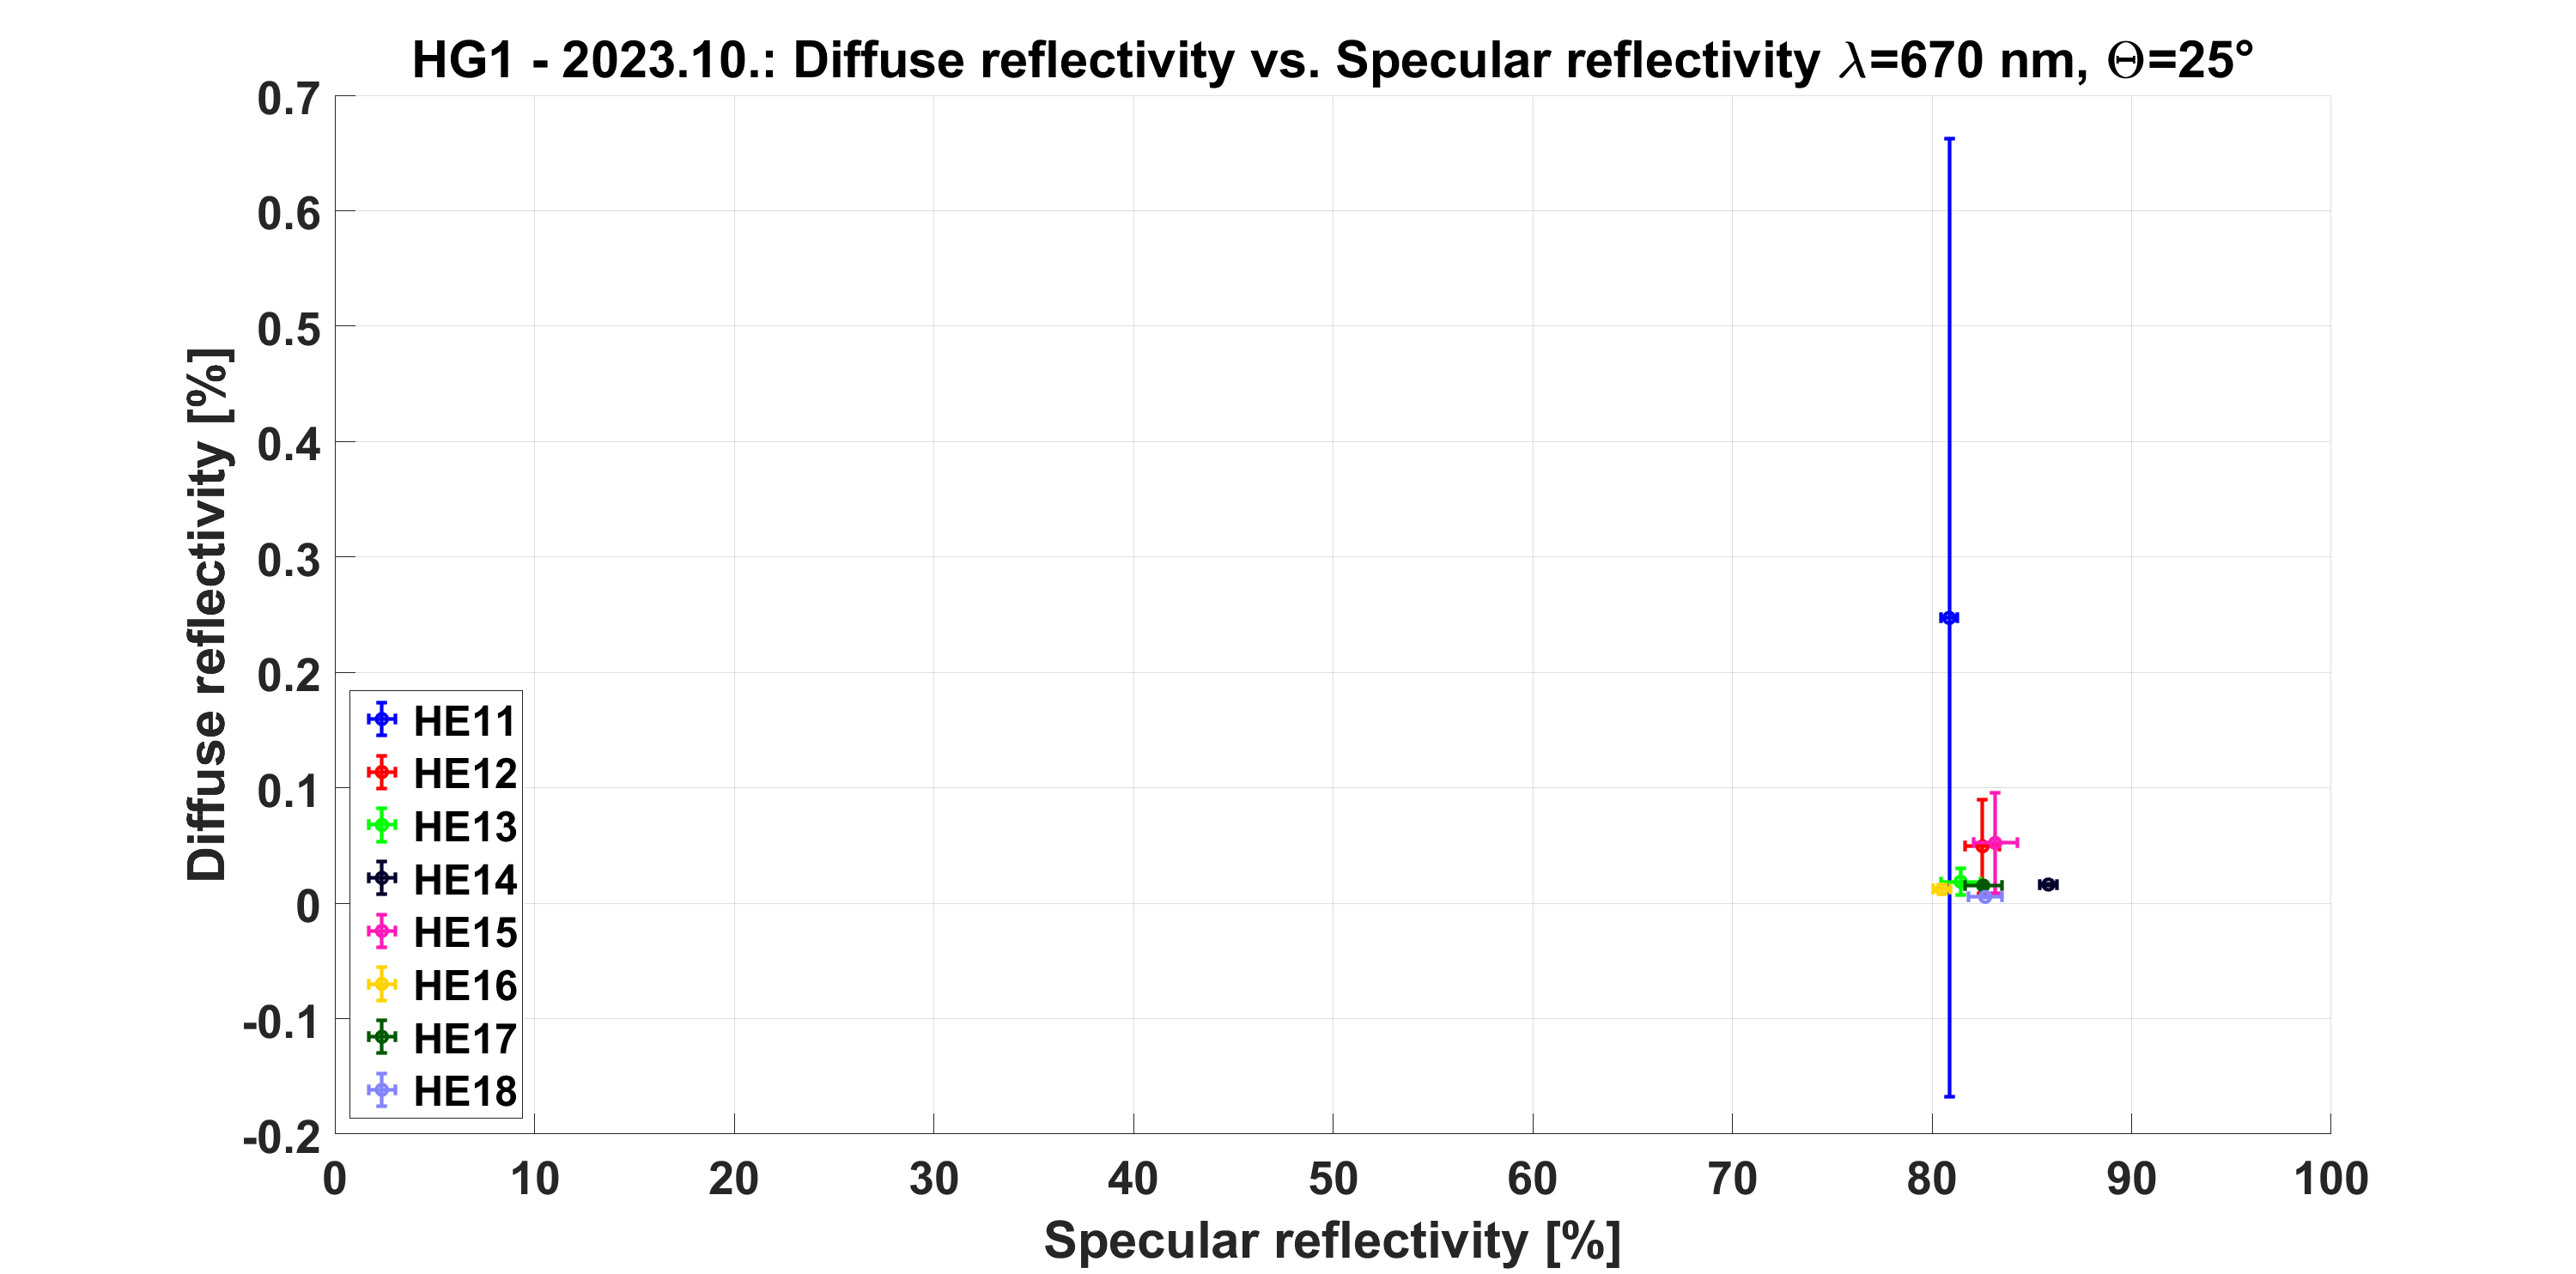 HG1 - 2023.10.: Diffuse reflectivity vs. Specular reflectivity λ=670 nm, Θ=25°
0.7
0.6
0.5
0.4
0.3
0.2
0.1
0
-0.1
-0.2
Diffuse reflectivity [%]
HE11
HE12
HE13
HE14
HE15
HE16
HE17
HE18
0 10 20 30 40 50 60 70 80 90 100
Specular reflectivity [%]